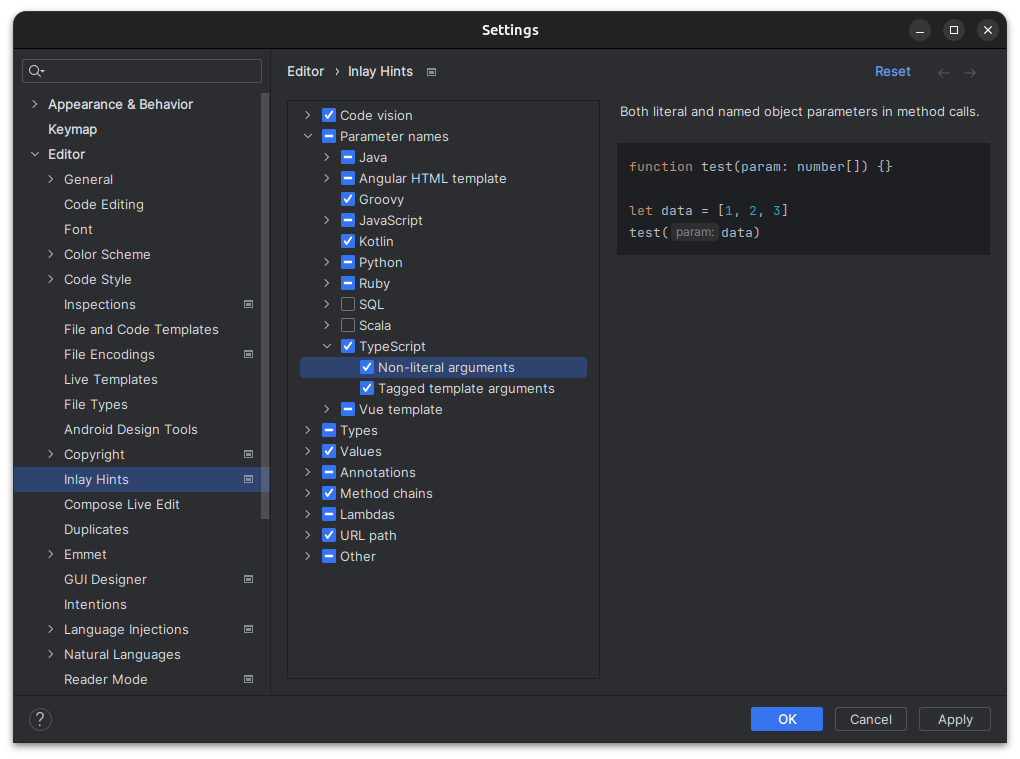 Settings
Appearance & Behavior
Keymap
Editor
General
Code Editing
Font
Color Scheme
Code Style
Inspections
File and Code Templates
File Encodings
Live Templates
File Types
Android Design Tools
Copyright
Inlay Hints
Compose Live Edit
Duplicates
Emmet
GUI Designer
Intentions
Language Injections
Natural Languages
Reader Mode
Editor › Inlay Hints
Reset
Code vision
Parameter names
Java
Angular HTML template
Groovy
JavaScript
Kotlin
Python
Ruby
SQL
Scala
TypeScript
Non-literal arguments
Tagged template arguments
Vue template
Types
Values
Annotations
Method chains
Lambdas
URL path
Other
Both literal and named object parameters in method calls.
function test(param: number[]) {}
let data = [1, 2, 3]
test( param: data)
?
OK
Cancel
Apply